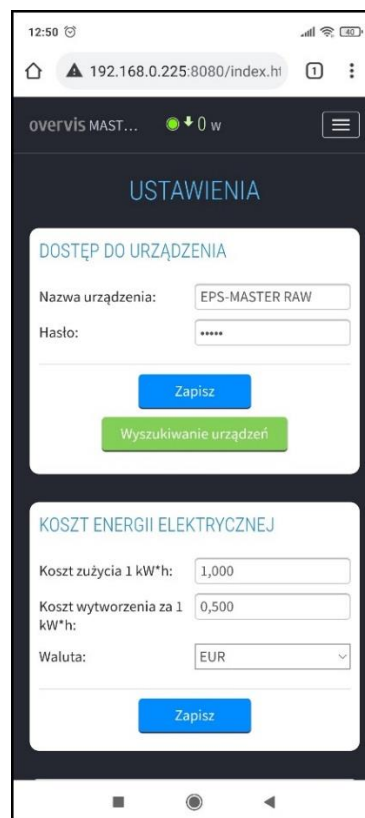 12:50
40
192.168.0.225:8080/index.ht
1
overvis MAST... 0 w
USTAWIENIA
DOSTĘP DO URZĄDZENIA
Nazwa urządzenia: EPS-MASTER RAW
Hasło: •••••
Zapisz
Wyszukiwanie urządzeń
KOSZT ENERGII ELEKTRYCZNEJ
Koszt zużycia 1 kW*h: 1,000
Koszt wytworzenia za 1 0,500
kW*h:
Waluta: EUR
Zapisz